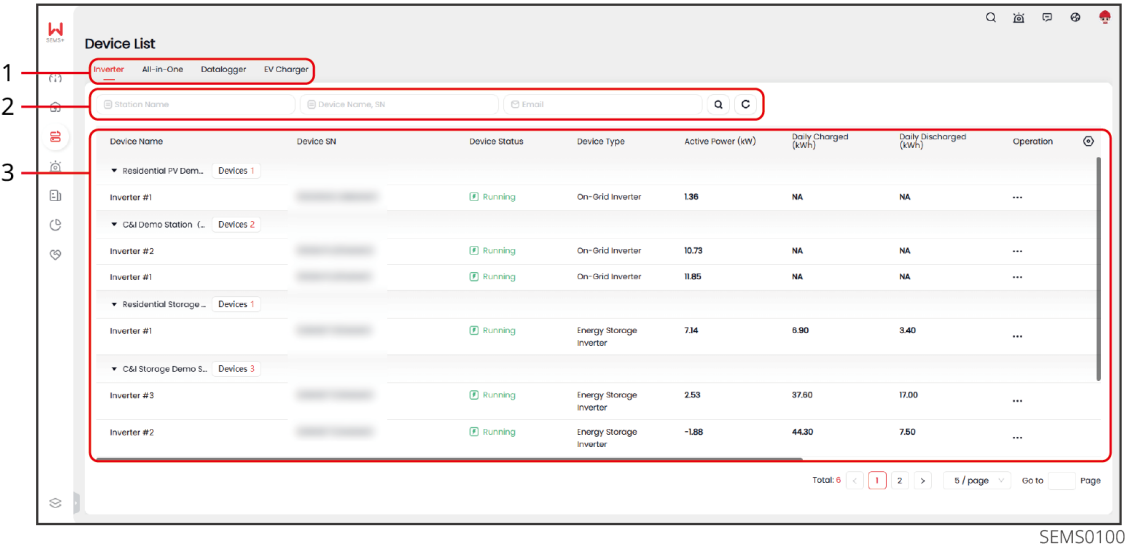 SEMS+
Device List
1
Inverter All-in-One Datalogger EV Charger
2
Station Name Device Name, SN Email
3
Device Name Device SN Device Status Device Type Active Power (kW) Daily Charged (kWh) Daily Discharged (kWh) Operation
Residential PV Dem... Devices 1
Inverter #1 Running On-Grid Inverter 1.36 NA NA ...
C&I Demo Station (... Devices 2
Inverter #2 Running On-Grid Inverter 10.73 NA NA ...
Inverter #1 Running On-Grid Inverter 11.85 NA NA ...
Residential Storage ... Devices 1
Inverter #1 Running Energy Storage Inverter 7.14 6.90 3.40 ...
C&I Storage Demo S... Devices 3
Inverter #3 Running Energy Storage Inverter 2.53 37.60 17.00 ...
Inverter #2 Running Energy Storage Inverter -1.88 44.30 7.50 ...
Total: 6 < 1 2 > 5 / page Go to Page
SEMS0100